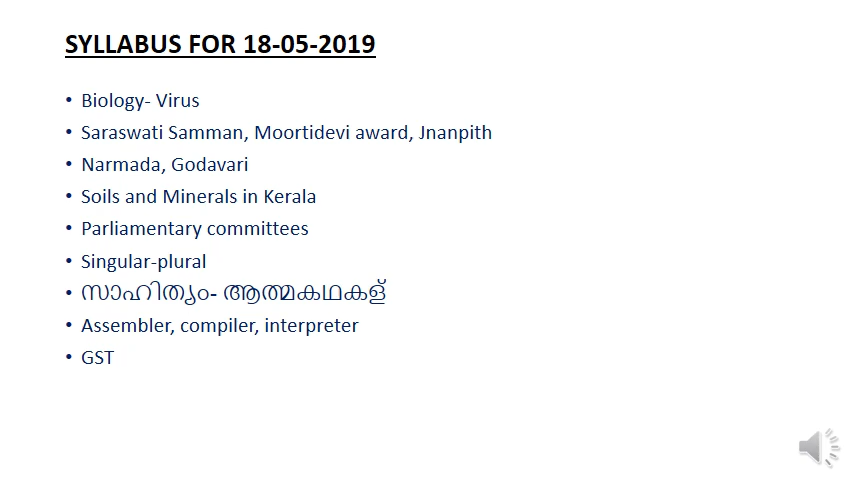 SYLLABUS FOR 18-05-2019
• Biology- Virus
• Saraswati Samman, Moortidevi award, Jnanpith
• Narmada, Godavari
• Soils and Minerals in Kerala
• Parliamentary committees
• Singular-plural
• സാഹിത്യം- ആത്മകഥകള്
• Assembler, compiler, interpreter
• GST